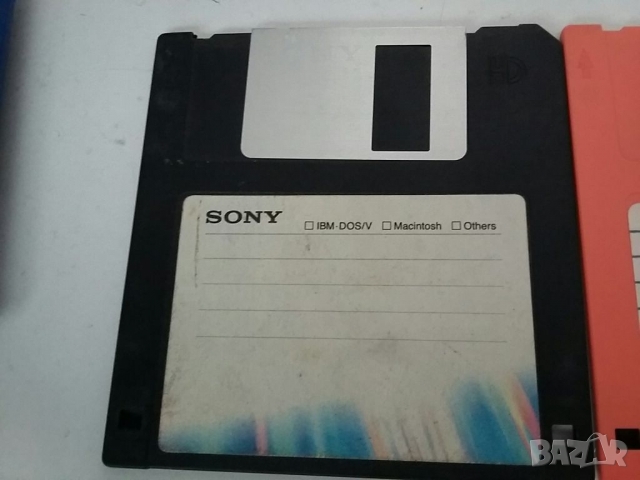 HD
SONY □ IBM·DOS/V □ Macintosh □ Others
BAZAR